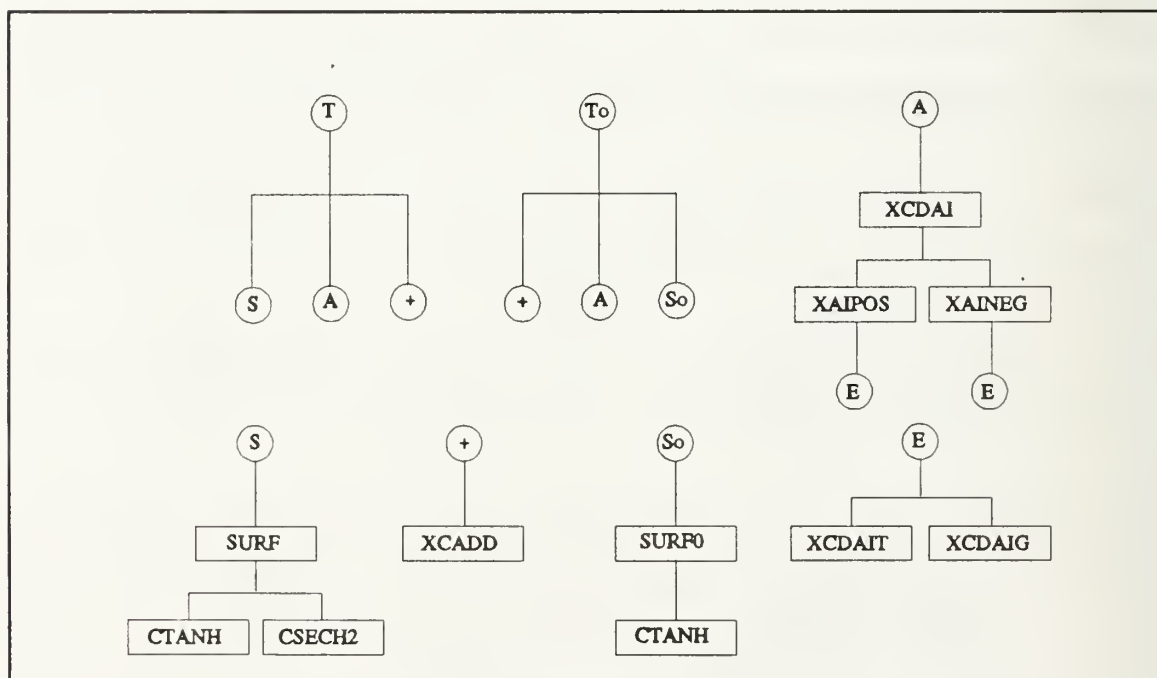 T To A
XCDAI
S A + + A So XAIPOS XAINEG
E E
S + So E
SURF XCADD SURF0 XCDAIT XCDAIG
CTANH CSECH2 CTANH